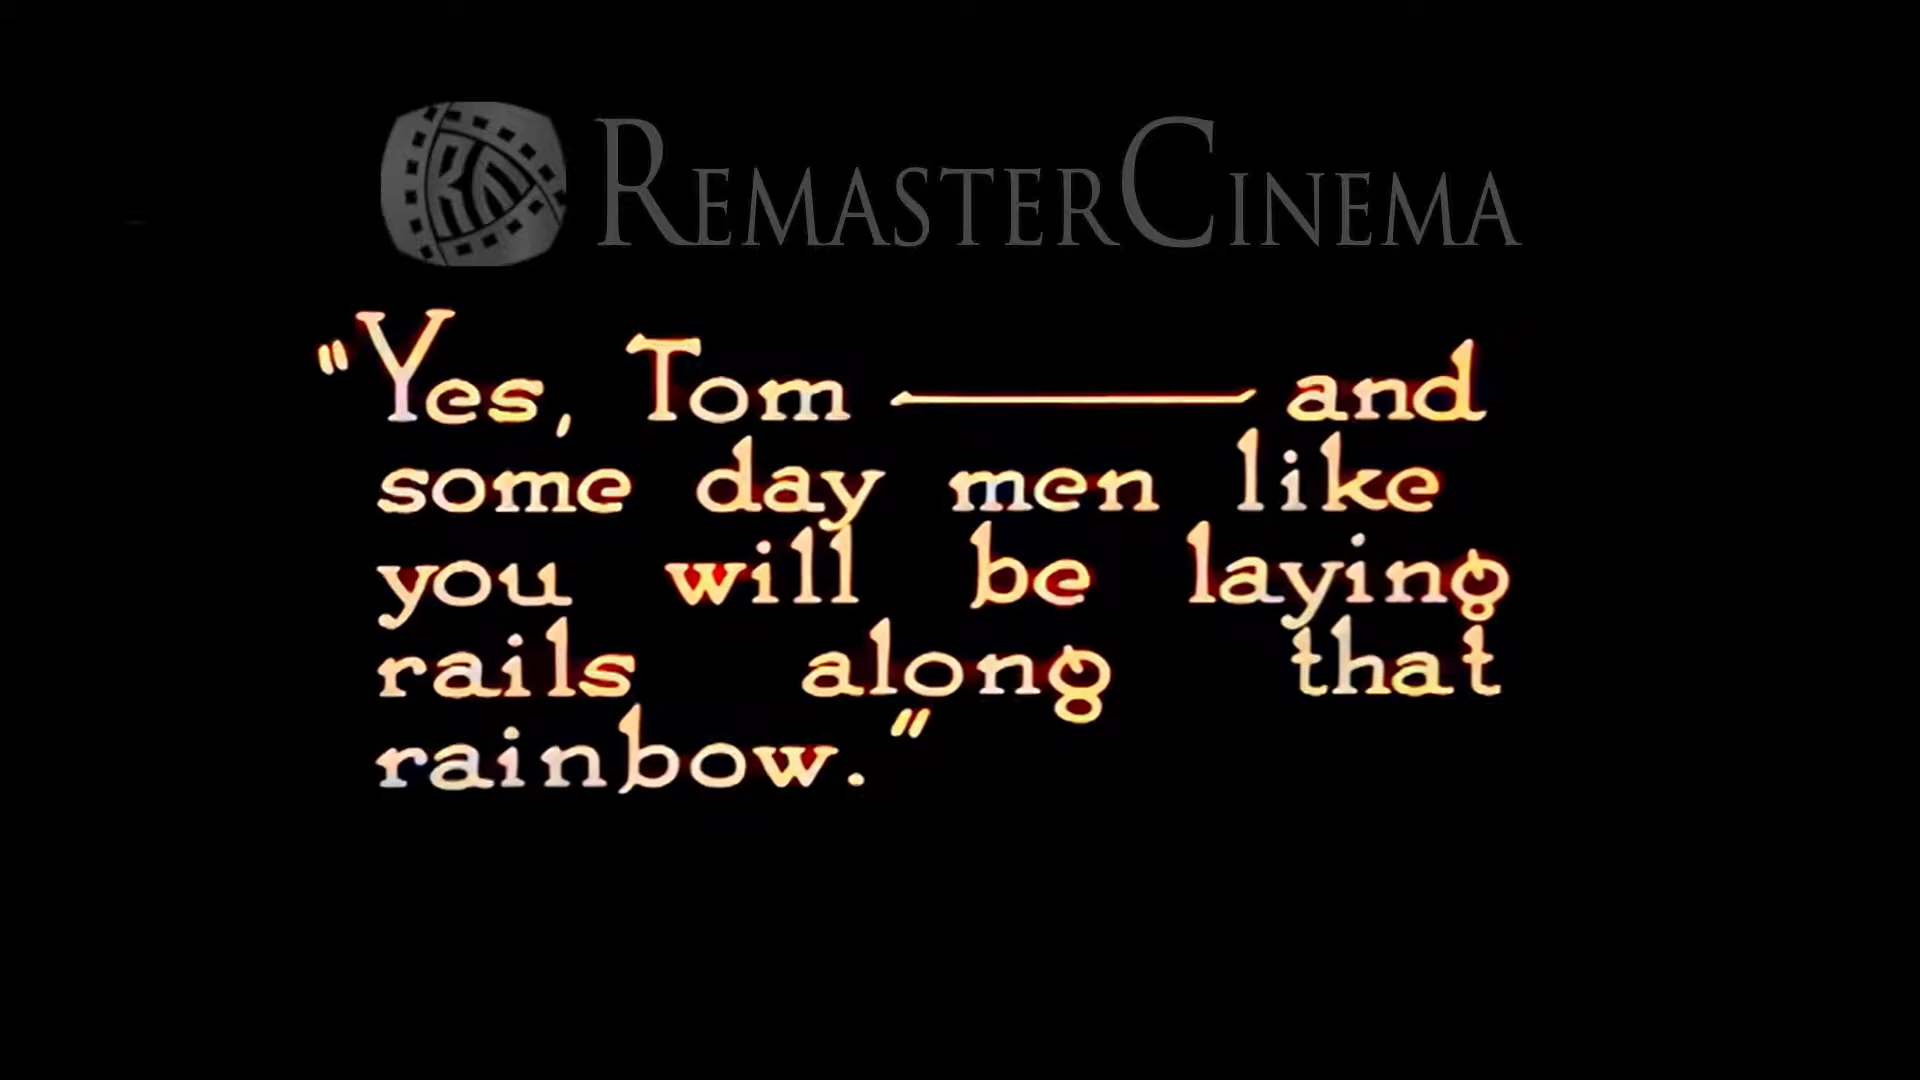 REMASTERCINEMA
"Yes, Tom — and
some day men like
you will be laying
rails along that
rainbow."